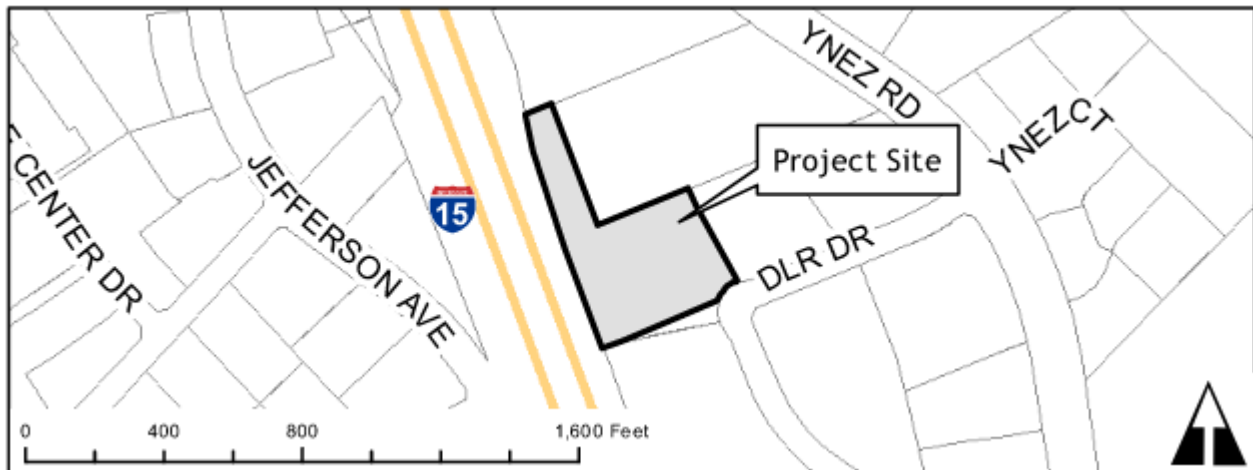 YNEZ RD
YNEZ CT
Project Site
CENTER DR
JEFFERSON AVE
15
DLR DR
0 400 800 1,600 Feet